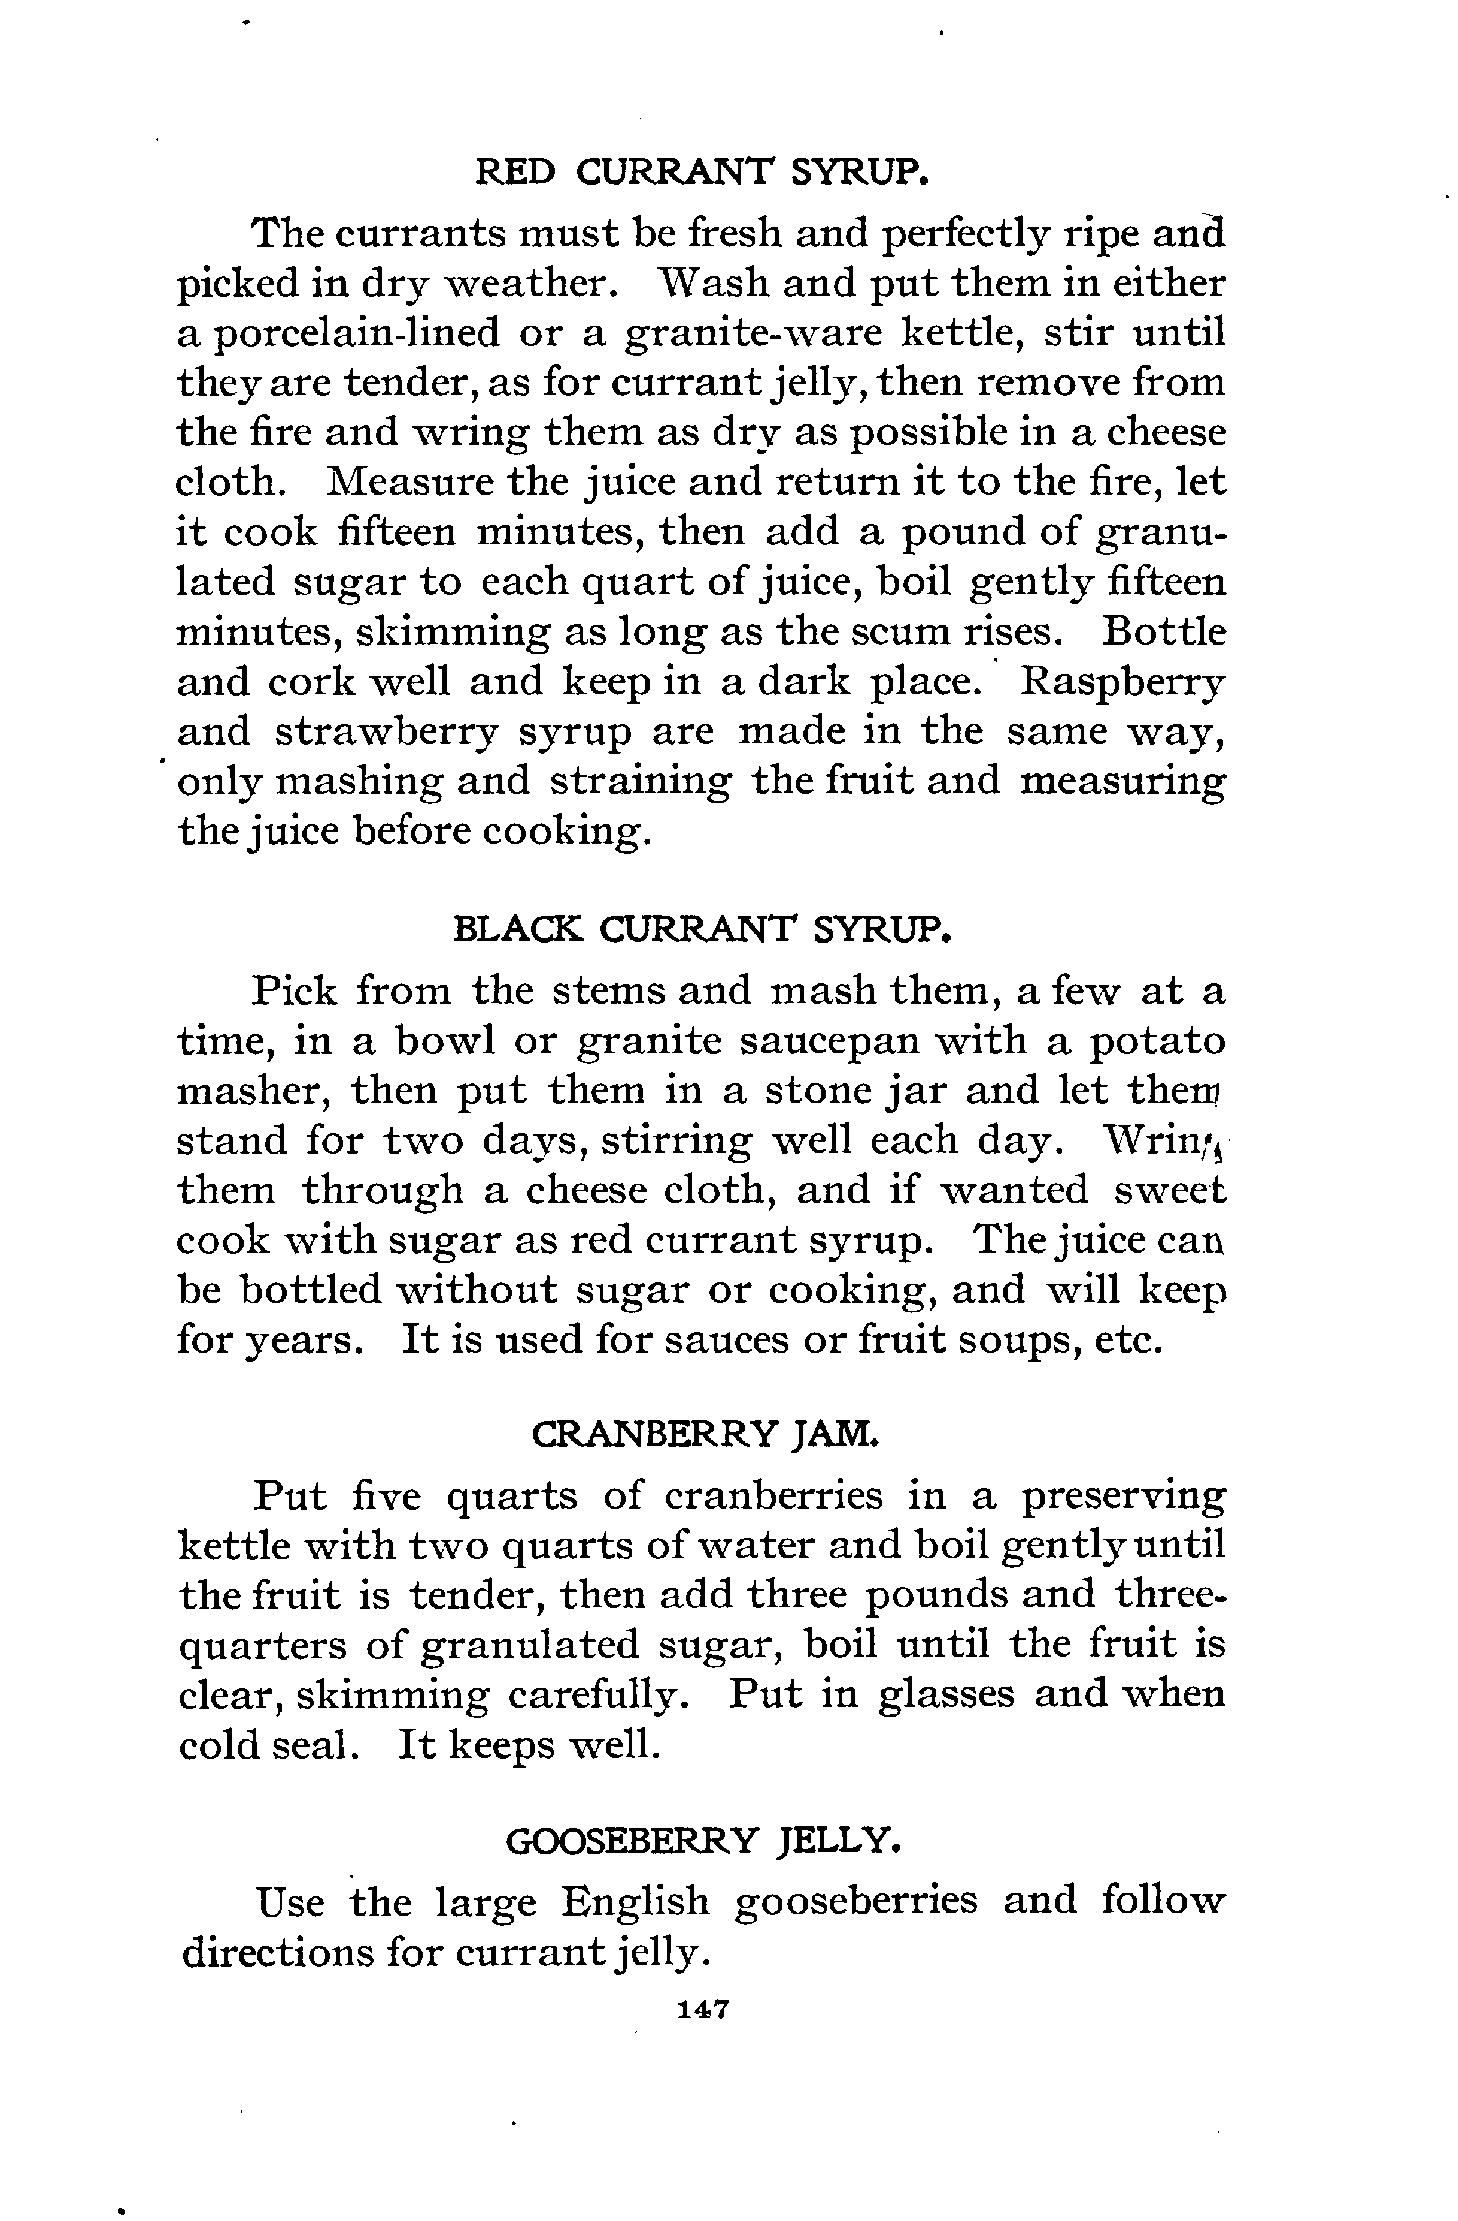 RED CURRANT SYRUP.
The currants must be fresh and perfectly ripe and
picked in dry weather. Wash and put them in either
a porcelain-lined or a granite-ware kettle, stir until
they are tender, as for currant jelly, then remove from
the fire and wring them as dry as possible in a cheese
cloth. Measure the juice and return it to the fire, let
it cook fifteen minutes, then add a pound of granu-
lated sugar to each quart of juice, boil gently fifteen
minutes, skimming as long as the scum rises. Bottle
and cork well and keep in a dark place. Raspberry
and strawberry syrup are made in the same way,
only mashing and straining the fruit and measuring
the juice before cooking.
BLACK CURRANT SYRUP.
Pick from the stems and mash them, a few at a
time, in a bowl or granite saucepan with a potato
masher, then put them in a stone jar and let them
stand for two days, stirring well each day. Wring
them through a cheese cloth, and if wanted sweet
cook with sugar as red currant syrup. The juice can
be bottled without sugar or cooking, and will keep
for years. It is used for sauces or fruit soups, etc.
CRANBERRY JAM.
Put five quarts of cranberries in a preserving
kettle with two quarts of water and boil gently until
the fruit is tender, then add three pounds and three-
quarters of granulated sugar, boil until the fruit is
clear, skimming carefully. Put in glasses and when
cold seal. It keeps well.
GOOSEBERRY JELLY.
Use the large English gooseberries and follow
directions for currant jelly.
147